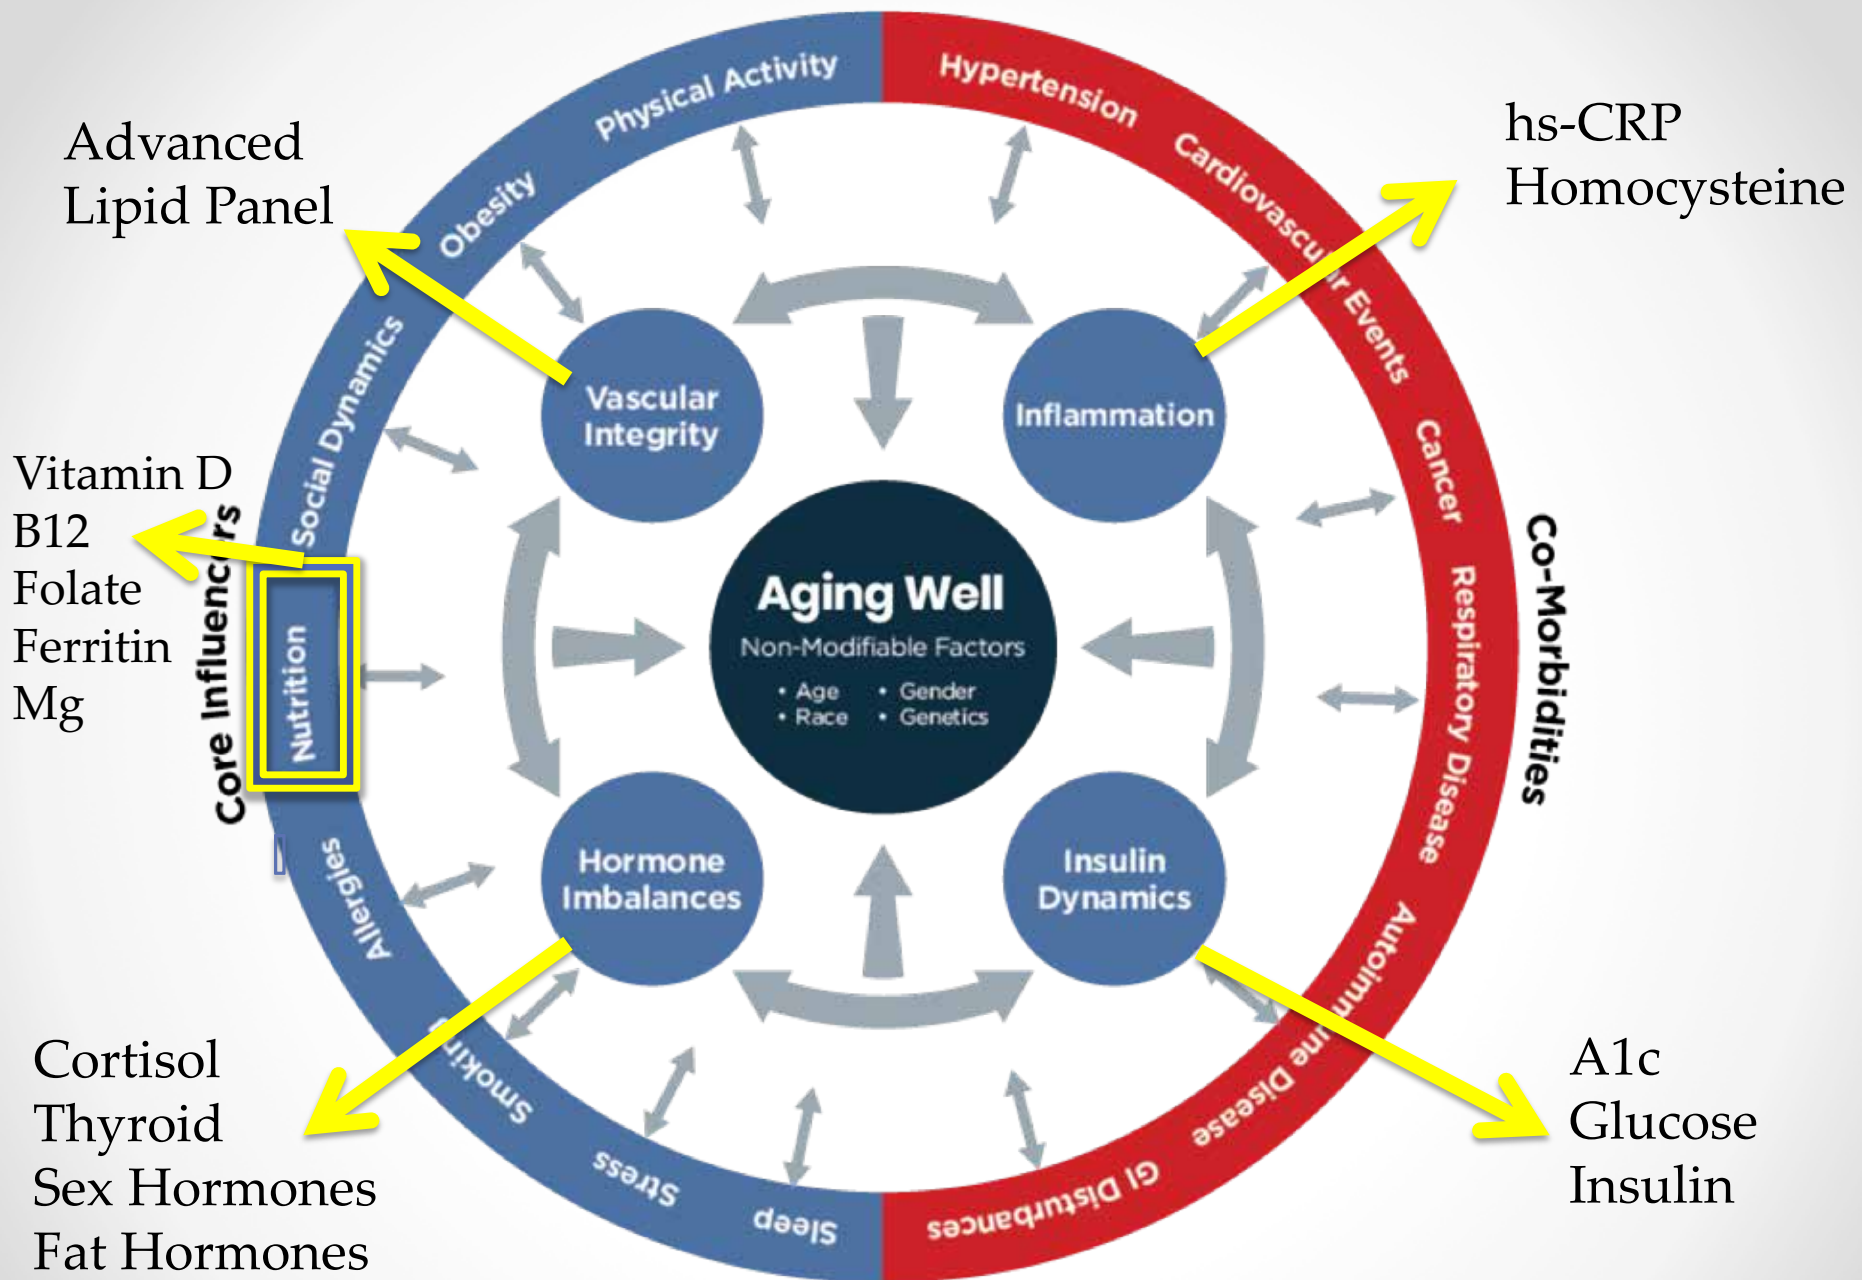 Advanced
Lipid Panel
hs-CRP
Homocysteine
Vitamin D
B12
Folate
Ferritin
Mg
Cortisol
Thyroid
Sex Hormones
Fat Hormones
A1c
Glucose
Insulin
Core Influencers
Physical Activity
Obesity
Social Dynamics
Nutrition
Allergies
Smoking
Stress
Sleep
Co-Morbidities
Hypertension
Cardiovascular Events
Cancer
Respiratory Disease
Autoimmune Disease
GI Disturbances
Vascular
Integrity
Inflammation
Aging Well
Non-Modifiable Factors
• Age • Gender
• Race • Genetics
Hormone
Imbalances
Insulin
Dynamics